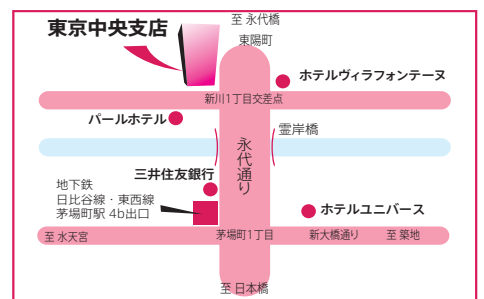 至 永代橋
東京中央支店
東陽町
ホテルヴィラフォンテーヌ
新川1丁目交差点
パールホテル
霊岸橋
永代通り
三井住友銀行
地下鉄
日比谷線・東西線
茅場町駅 4b出口
ホテルユニバース
至 水天宮
茅場町1丁目
新大橋通り
至 築地
至 日本橋